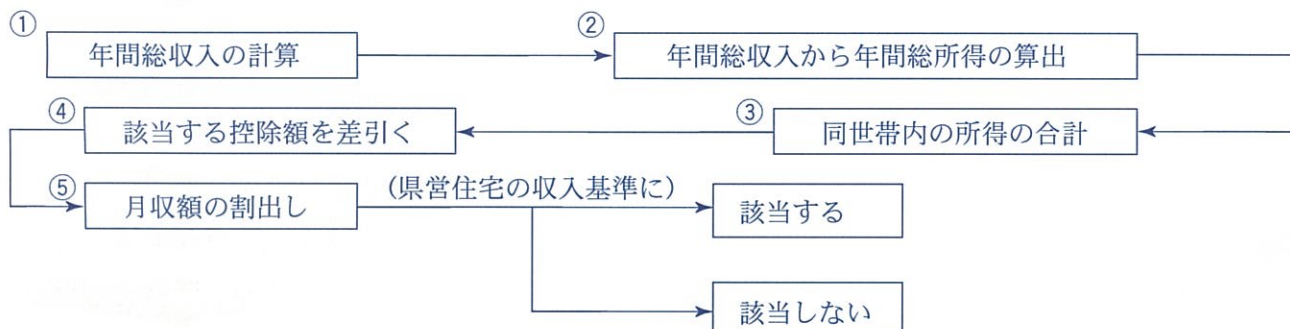 ①
年間総収入の計算
②
年間総収入から年間総所得の算出
③
同世帯内の所得の合計
④
該当する控除額を差引く
⑤
月収額の割出し
(県営住宅の収入基準に)
該当する
該当しない